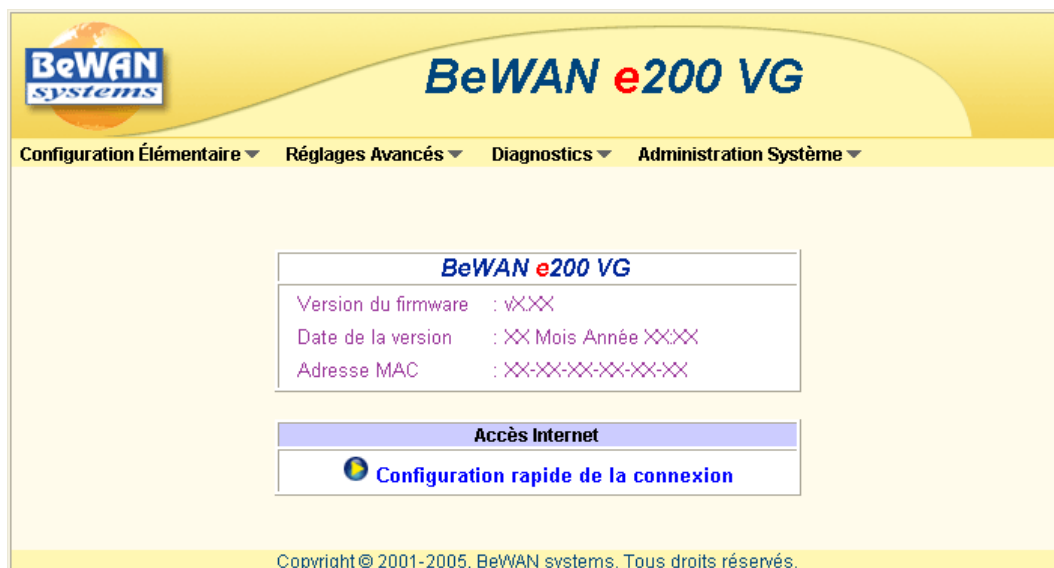 BeWAN
systems
BeWAN e200 VG
Configuration Élémentaire Réglages Avancés Diagnostics Administration Système
BeWAN e200 VG
Version du firmware : vX.XX
Date de la version : XX Mois Année XX:XX
Adresse MAC : XX-XX-XX-XX-XX-XX
Accès Internet
Configuration rapide de la connexion
Copyright © 2001-2005, BeWAN systems. Tous droits réservés.